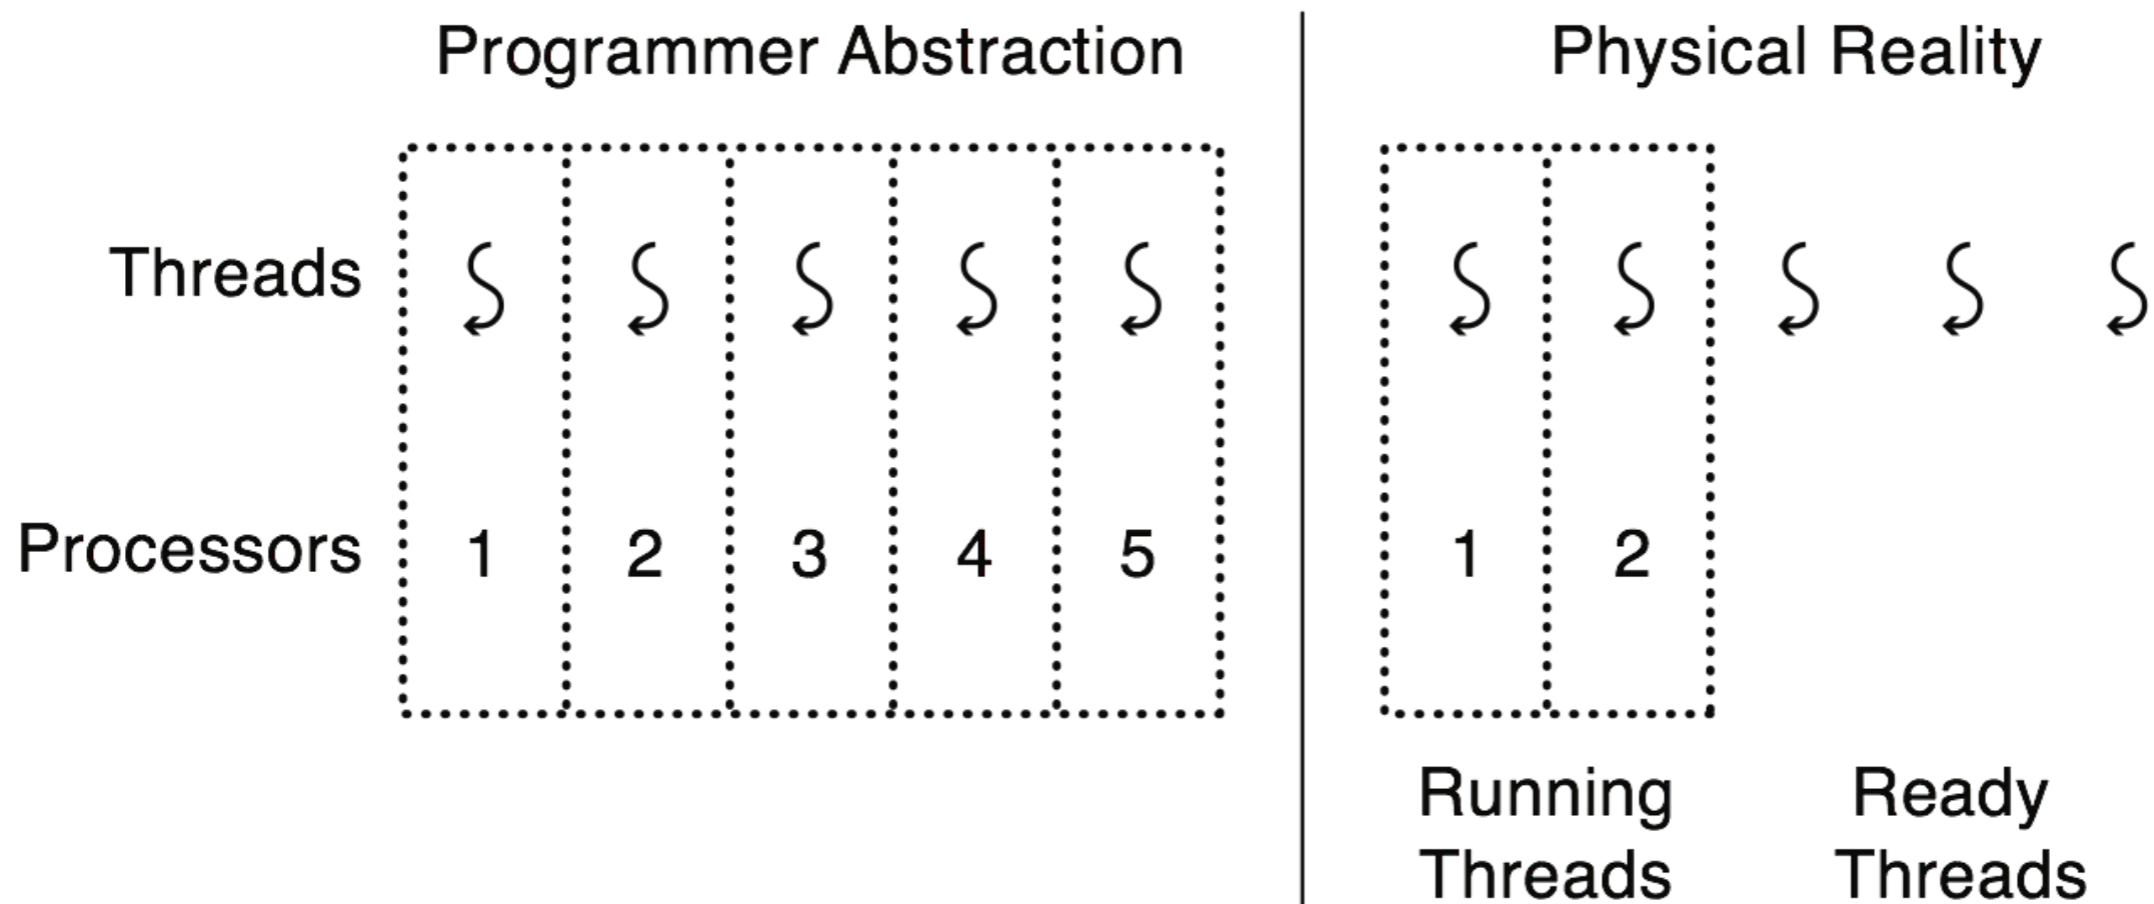 Programmer Abstraction
Physical Reality
Threads
Processors 1 2 3 4 5 1 2
Running Threads
Ready Threads